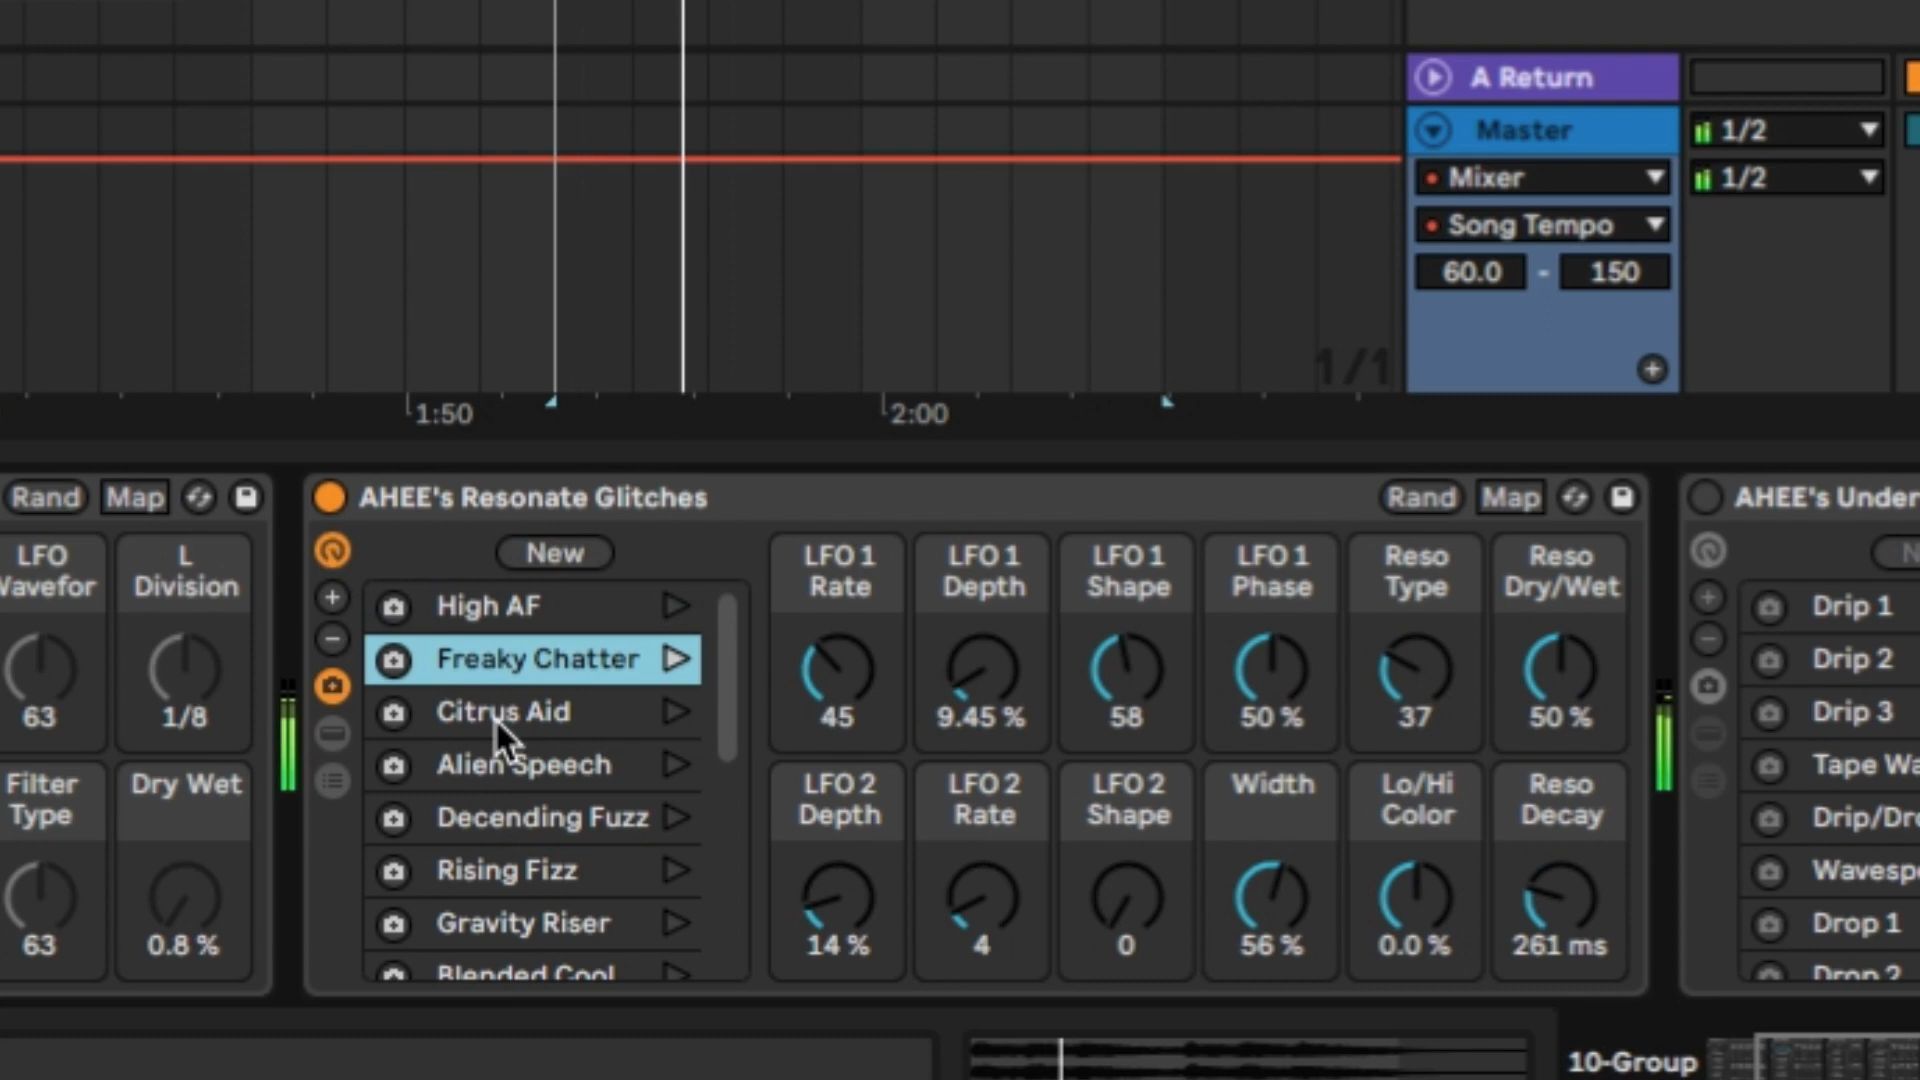 A Return
Master
1/2
Mixer
1/2
Song Tempo
60.0 - 150
1/1
1:50
2:00
Rand Map
LFO
Wavefor
63
L
Division
1/8
Filter
Type
63
Dry Wet
0.8 %
AHEE's Resonate Glitches
Rand Map
New
High AF
Freaky Chatter
Citrus Aid
Alien Speech
Decending Fuzz
Rising Fizz
Gravity Riser
Blended Cool
LFO 1
Rate
45
LFO 1
Depth
9.45 %
LFO 1
Shape
58
LFO 1
Phase
50 %
Reso
Type
37
Reso
Dry/Wet
50 %
LFO 2
Depth
14 %
LFO 2
Rate
4
LFO 2
Shape
0
Width
56 %
Lo/Hi
Color
0.0 %
Reso
Decay
261 ms
AHEE's Under
N
Drip 1
Drip 2
Drip 3
Tape Wa
Drip/Dro
Wavespe
Drop 1
Drop 2
10-Group